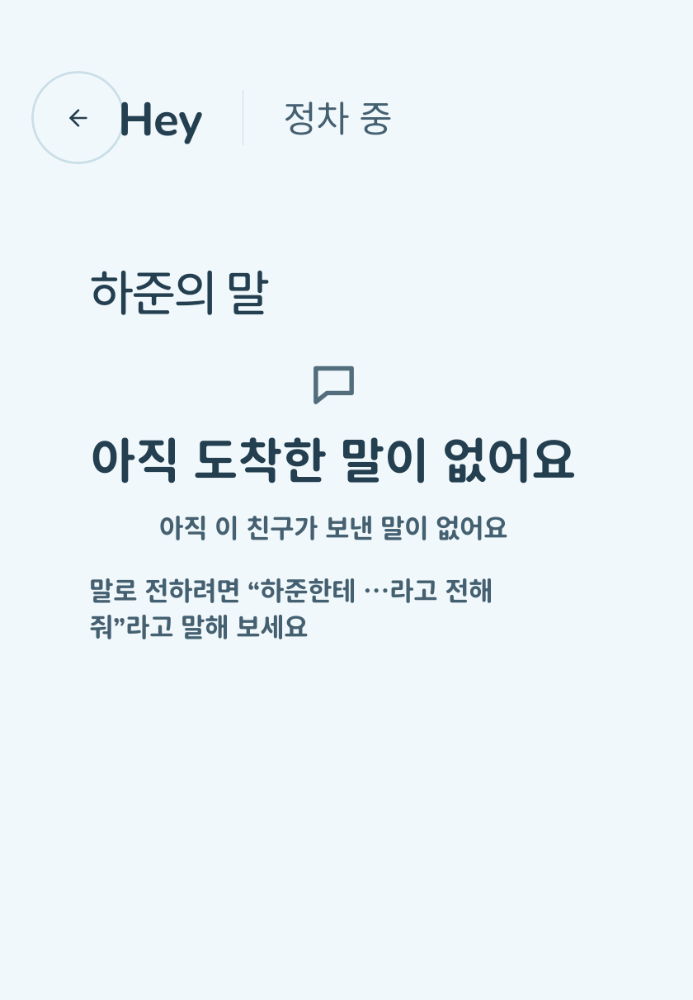 Hey
정차 중
하준의 말
아직 도착한 말이 없어요
아직 이 친구가 보낸 말이 없어요
말로 전하려면 “하준한테 …라고 전해
줘”라고 말해 보세요